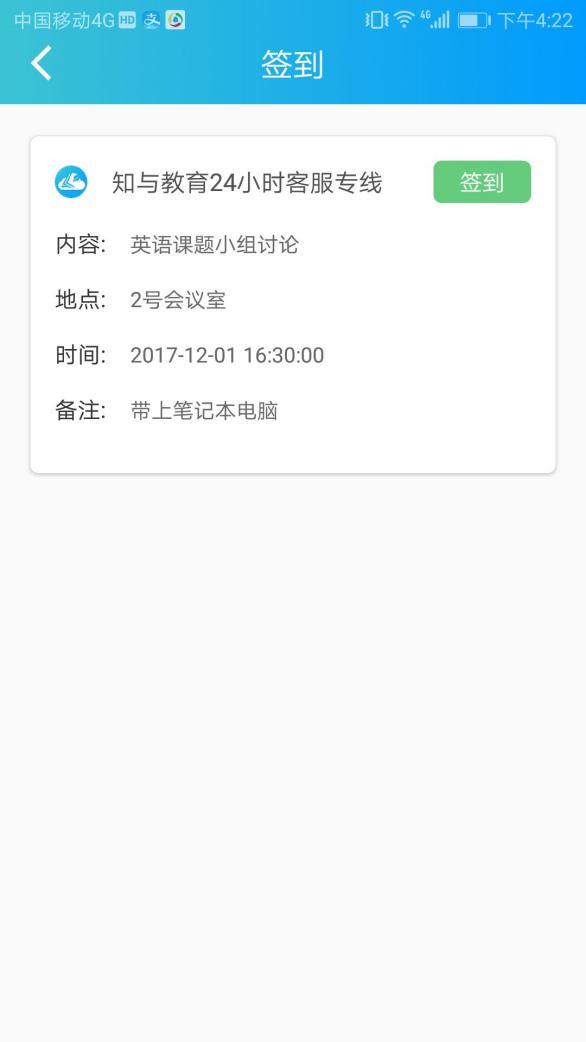 中国移动4G HD 支 4G 下午4:22
签到
知与教育24小时客服专线 签到
内容: 英语课题小组讨论
地点: 2号会议室
时间: 2017-12-01 16:30:00
备注: 带上笔记本电脑